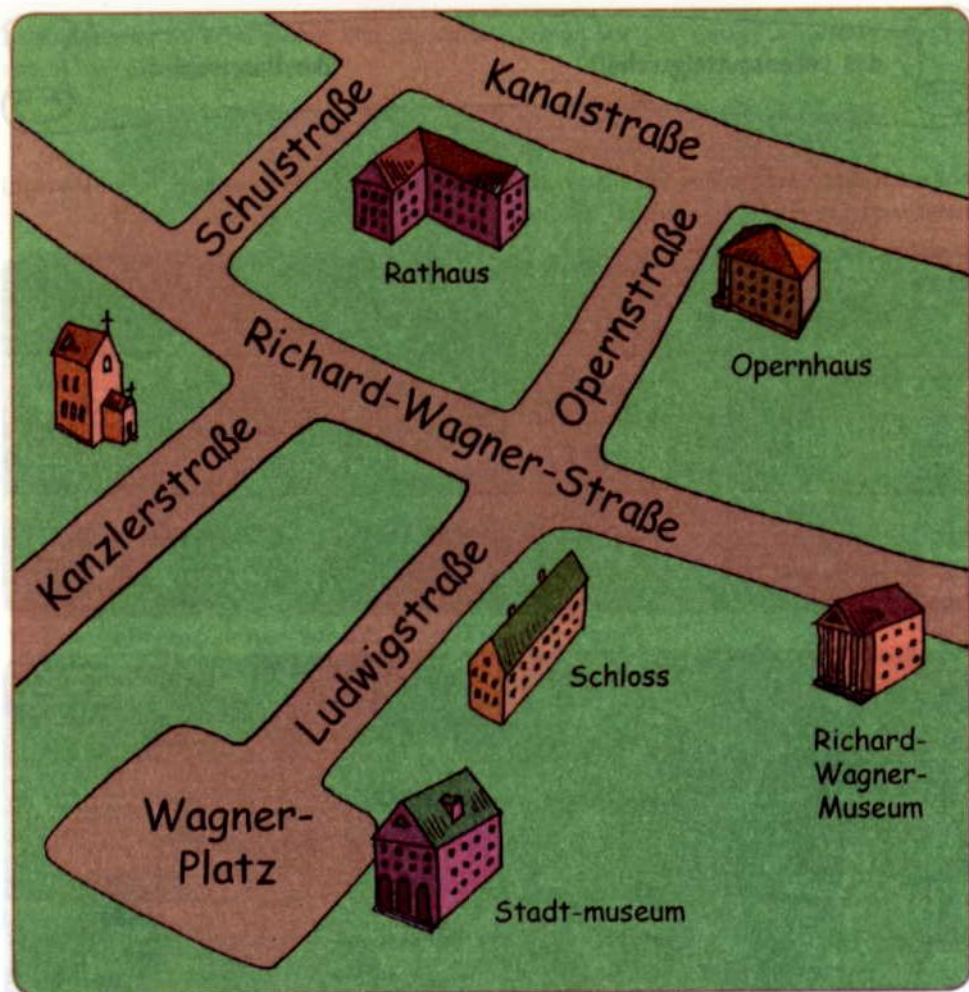 Kanalstraße
Schulstraße
Rathaus
Opernstraße
Opernhaus
Richard-Wagner-Straße
Kanzlerstraße
Ludwigstraße
Schloss
Richard-
Wagner-
Museum
Wagner-
Platz
Stadt-museum